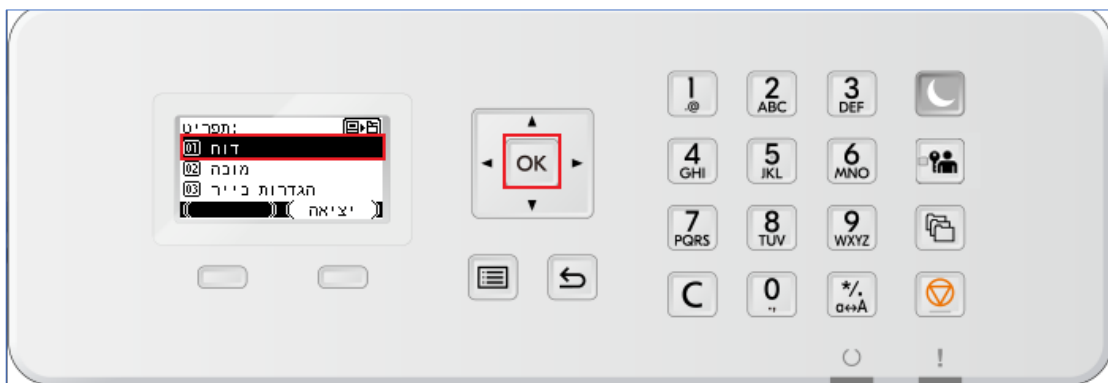 תפריט:
01 דוח
02 מונה
03 הגדרות נייר
יציאה
OK
1 .@
2 ABC
3 DEF
4 GHI
5 JKL
6 MNO
7 PQRS
8 TUV
9 WXYZ
C
0 .,
*/. a↔A
!